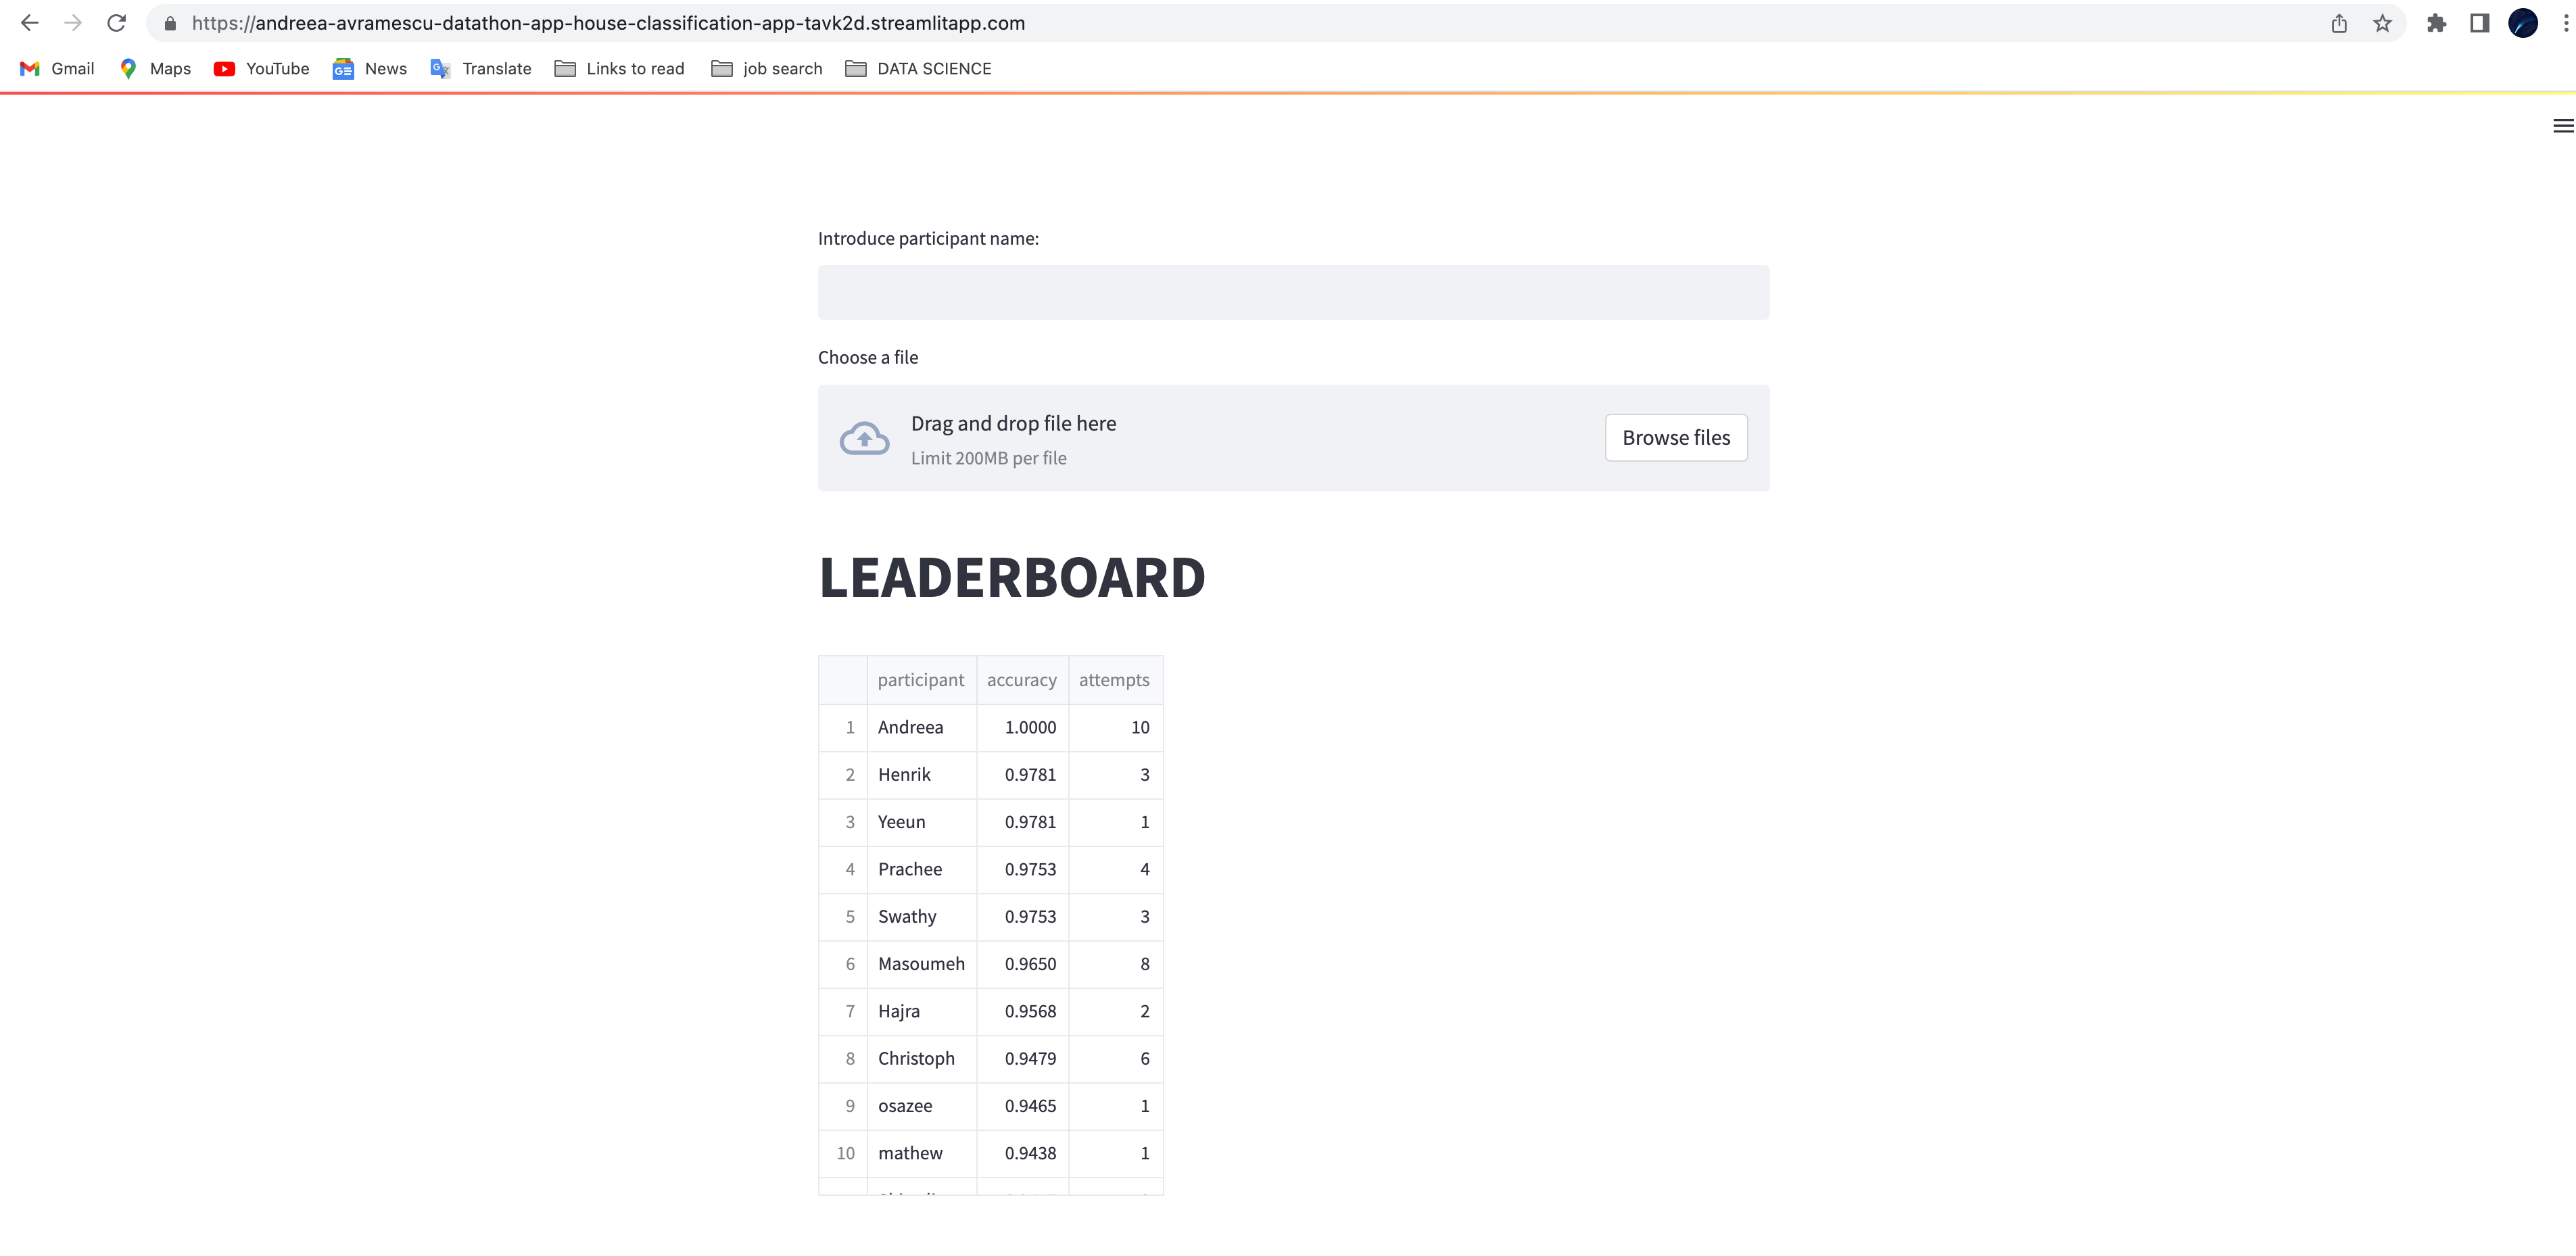 https://andreea-avramescu-datathon-app-house-classification-app-tavk2d.streamlitapp.com
Gmail Maps YouTube News Translate Links to read job search DATA SCIENCE
Introduce participant name:
Choose a file
Drag and drop file here
Limit 200MB per file
Browse files
LEADERBOARD
participant accuracy attempts
1 Andreea 1.0000 10
2 Henrik 0.9781 3
3 Yeeun 0.9781 1
4 Prachee 0.9753 4
5 Swathy 0.9753 3
6 Masoumeh 0.9650 8
7 Hajra 0.9568 2
8 Christoph 0.9479 6
9 osazee 0.9465 1
10 mathew 0.9438 1